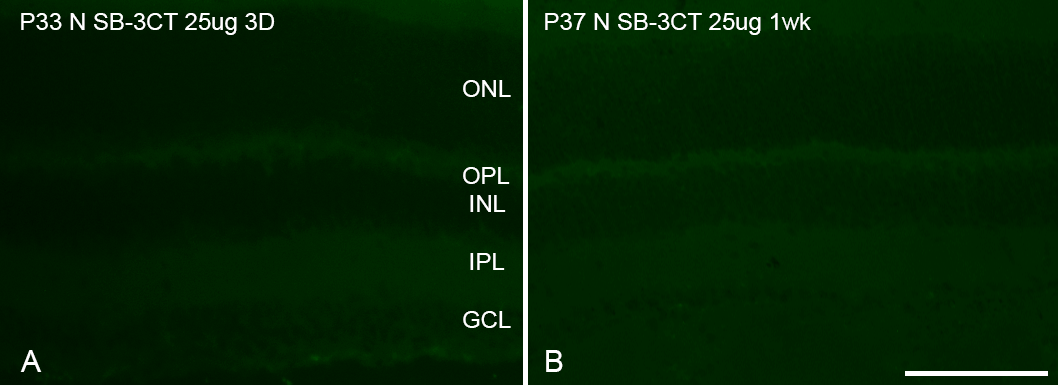 P33 N SB-3CT 25ug 3D
ONL
OPL
INL
IPL
GCL
A
P37 N SB-3CT 25ug 1wk
B